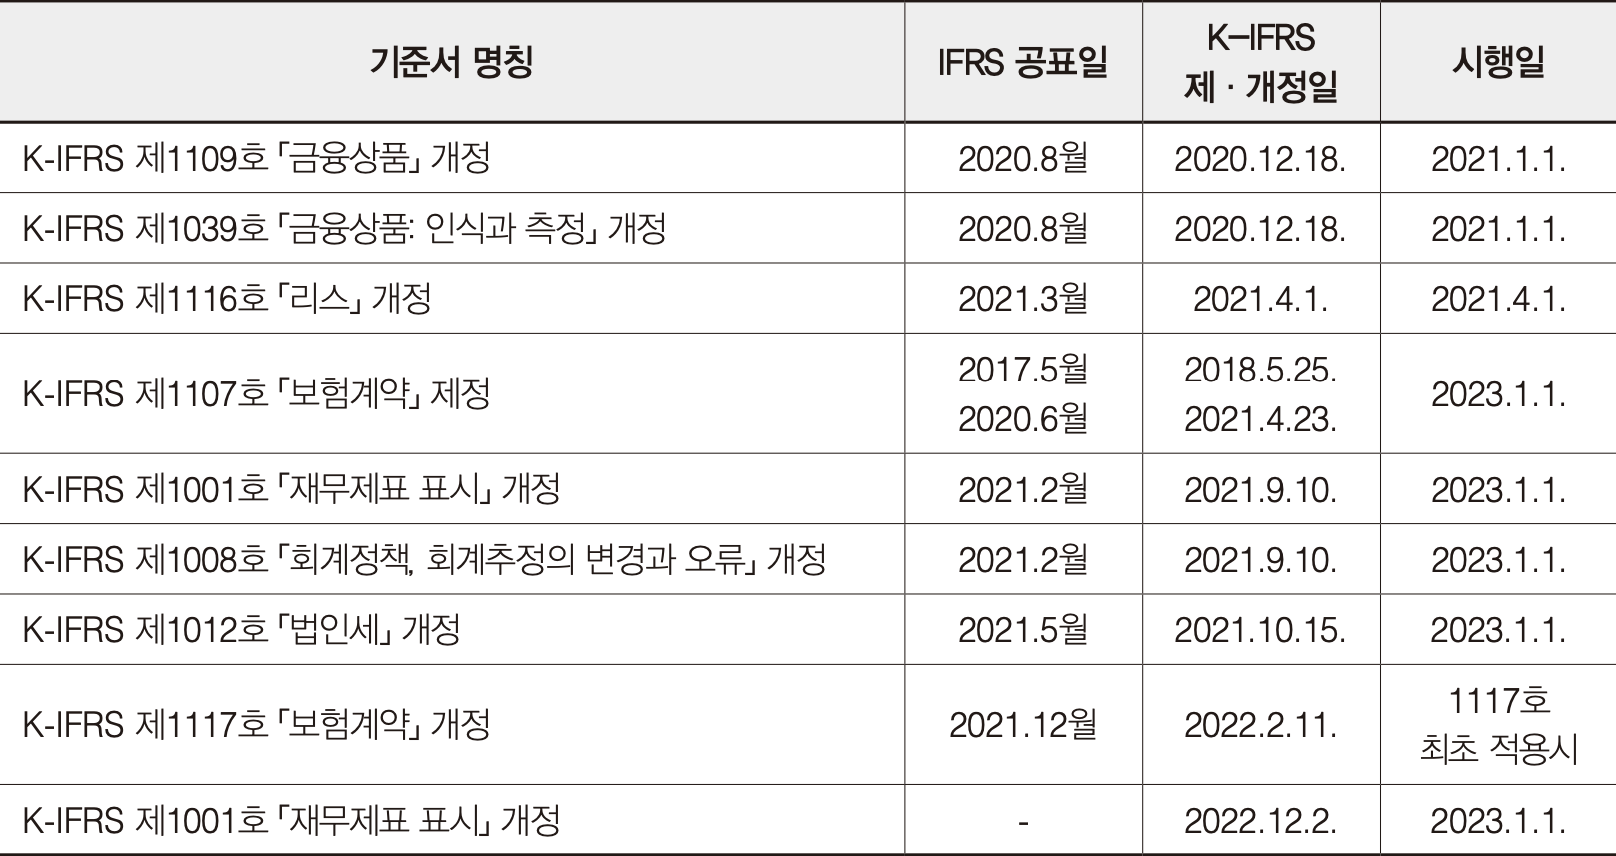 기준서 명칭 IFRS 공표일 K-IFRS 제·개정일 시행일
K-IFRS 제1109호 「금융상품」 개정 2020.8월 2020.12.18. 2021.1.1.
K-IFRS 제1039호 「금융상품: 인식과 측정」 개정 2020.8월 2020.12.18. 2021.1.1.
K-IFRS 제1116호 「리스」 개정 2021.3월 2021.4.1. 2021.4.1.
K-IFRS 제1107호 「보험계약」 제정 2017.5월 2020.6월 2018.5.25. 2021.4.23. 2023.1.1.
K-IFRS 제1001호 「재무제표 표시」 개정 2021.2월 2021.9.10. 2023.1.1.
K-IFRS 제1008호 「회계정책, 회계추정의 변경과 오류」 개정 2021.2월 2021.9.10. 2023.1.1.
K-IFRS 제1012호 「법인세」 개정 2021.5월 2021.10.15. 2023.1.1.
K-IFRS 제1117호 「보험계약」 개정 2021.12월 2022.2.11. 1117호 최초 적용시
K-IFRS 제1001호 「재무제표 표시」 개정 - 2022.12.2. 2023.1.1.